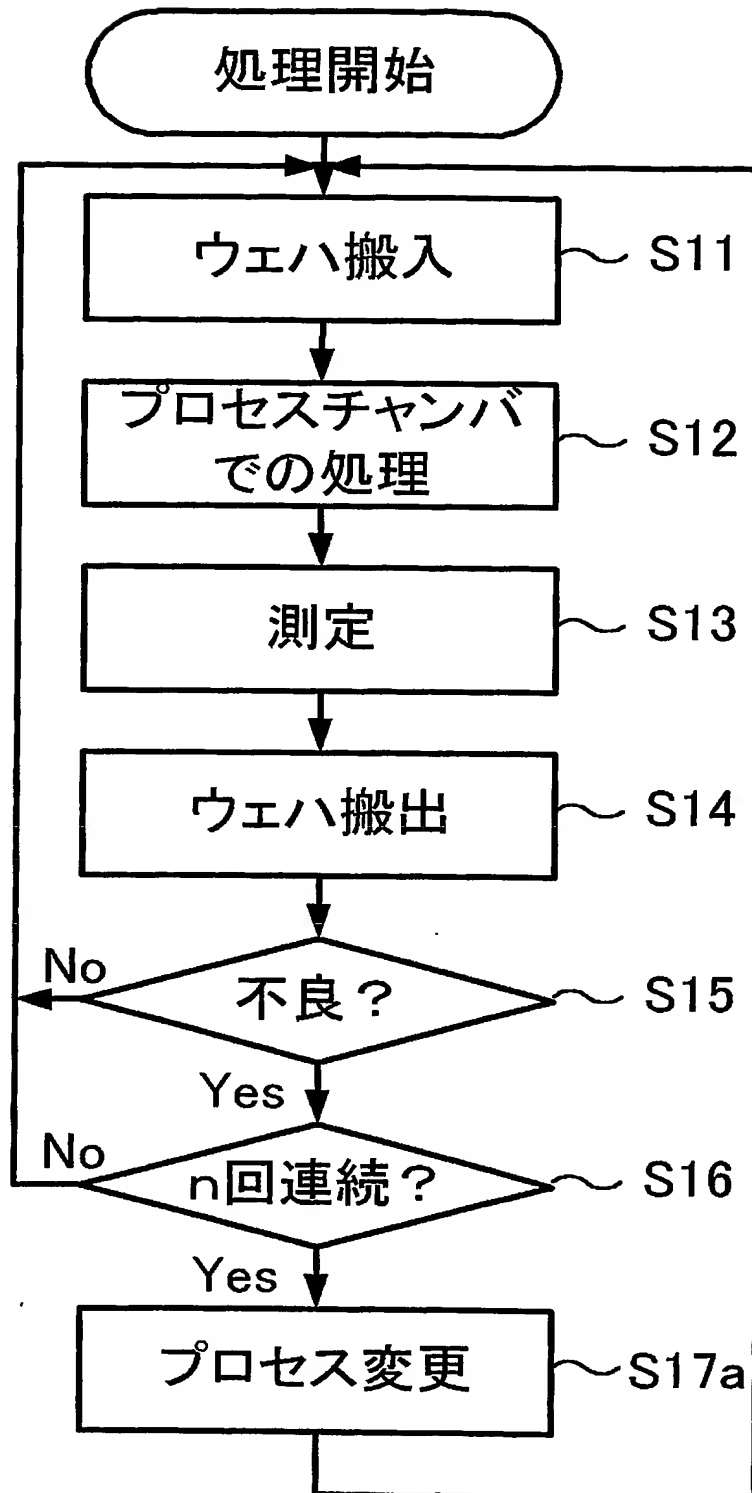 処理開始
ウェハ搬入
S11
プロセスチャンバ
での処理
S12
測定
S13
ウェハ搬出
S14
不良？
S15
No
Yes
n回連続？
S16
No
Yes
プロセス変更
S17a